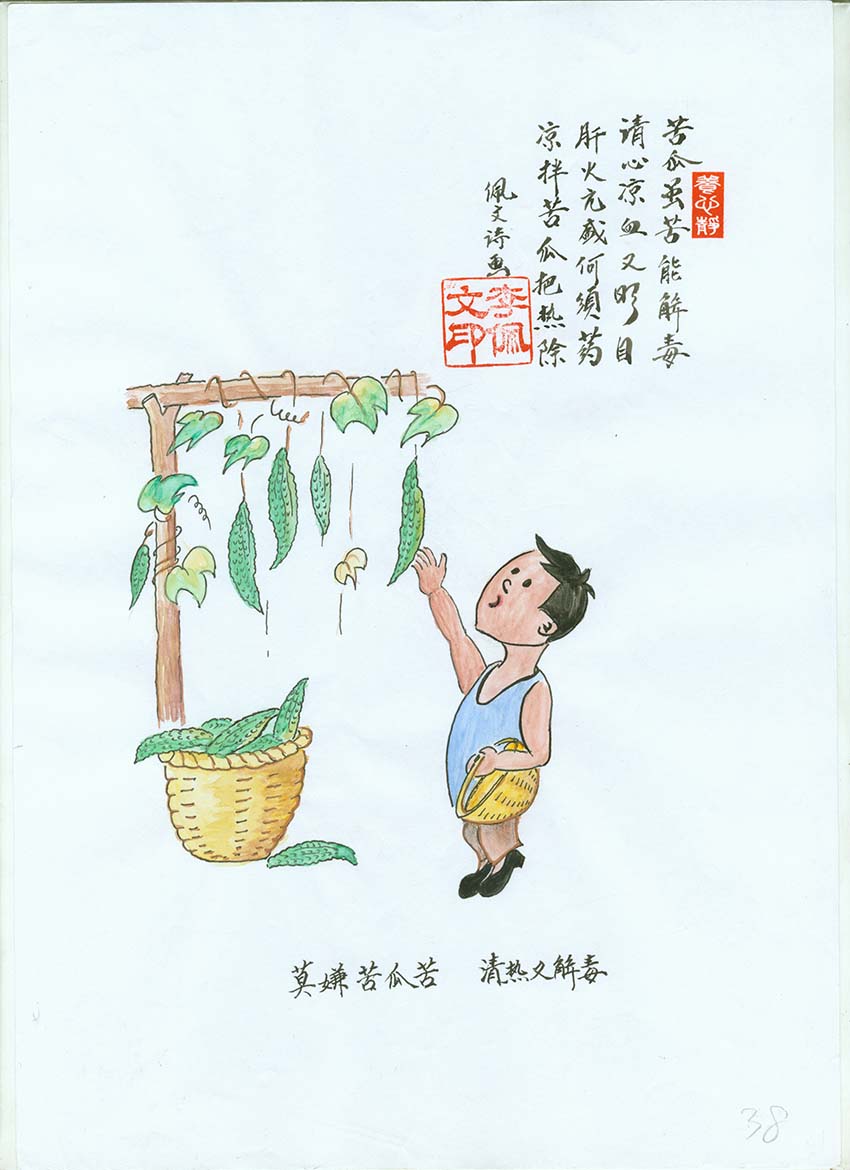 苦瓜虽苦能解毒
清心凉血又明目
肝火亢盛何须药
凉拌苦瓜把热除
佩文诗画
養心靜
李佩文印
莫嫌苦瓜苦 清热又解毒
38